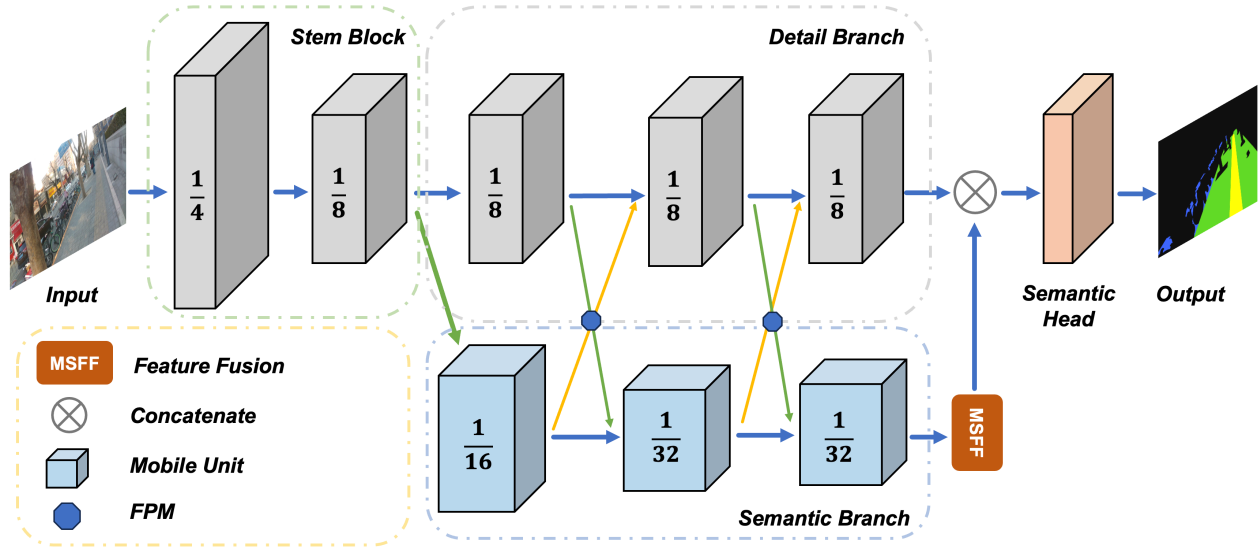 Stem Block
Detail Branch
1
4
1
8
1
8
1
8
1
8
Input
Semantic
Head
Output
MSFF
Feature Fusion
Concatenate
Mobile Unit
FPM
1
16
1
32
1
32
MSFF
Semantic Branch